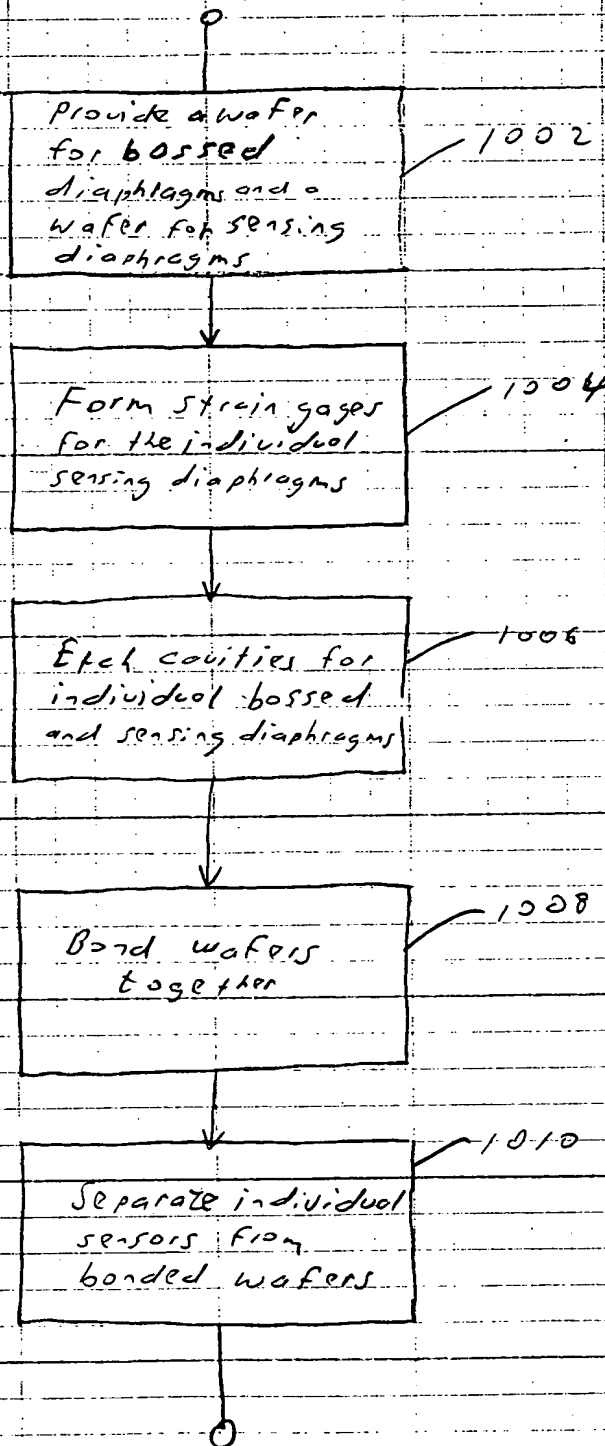 Provide a wafer
for bossed
diaphragms and a
wafer for sensing
diaphragms
1002
Form strain gages
for the individual
sensing diaphragms
1004
Etch cavities for
individual bossed
and sensing diaphragms
1006
Bond wafers
together
1008
Separate individual
sensors from
bonded wafers
1010